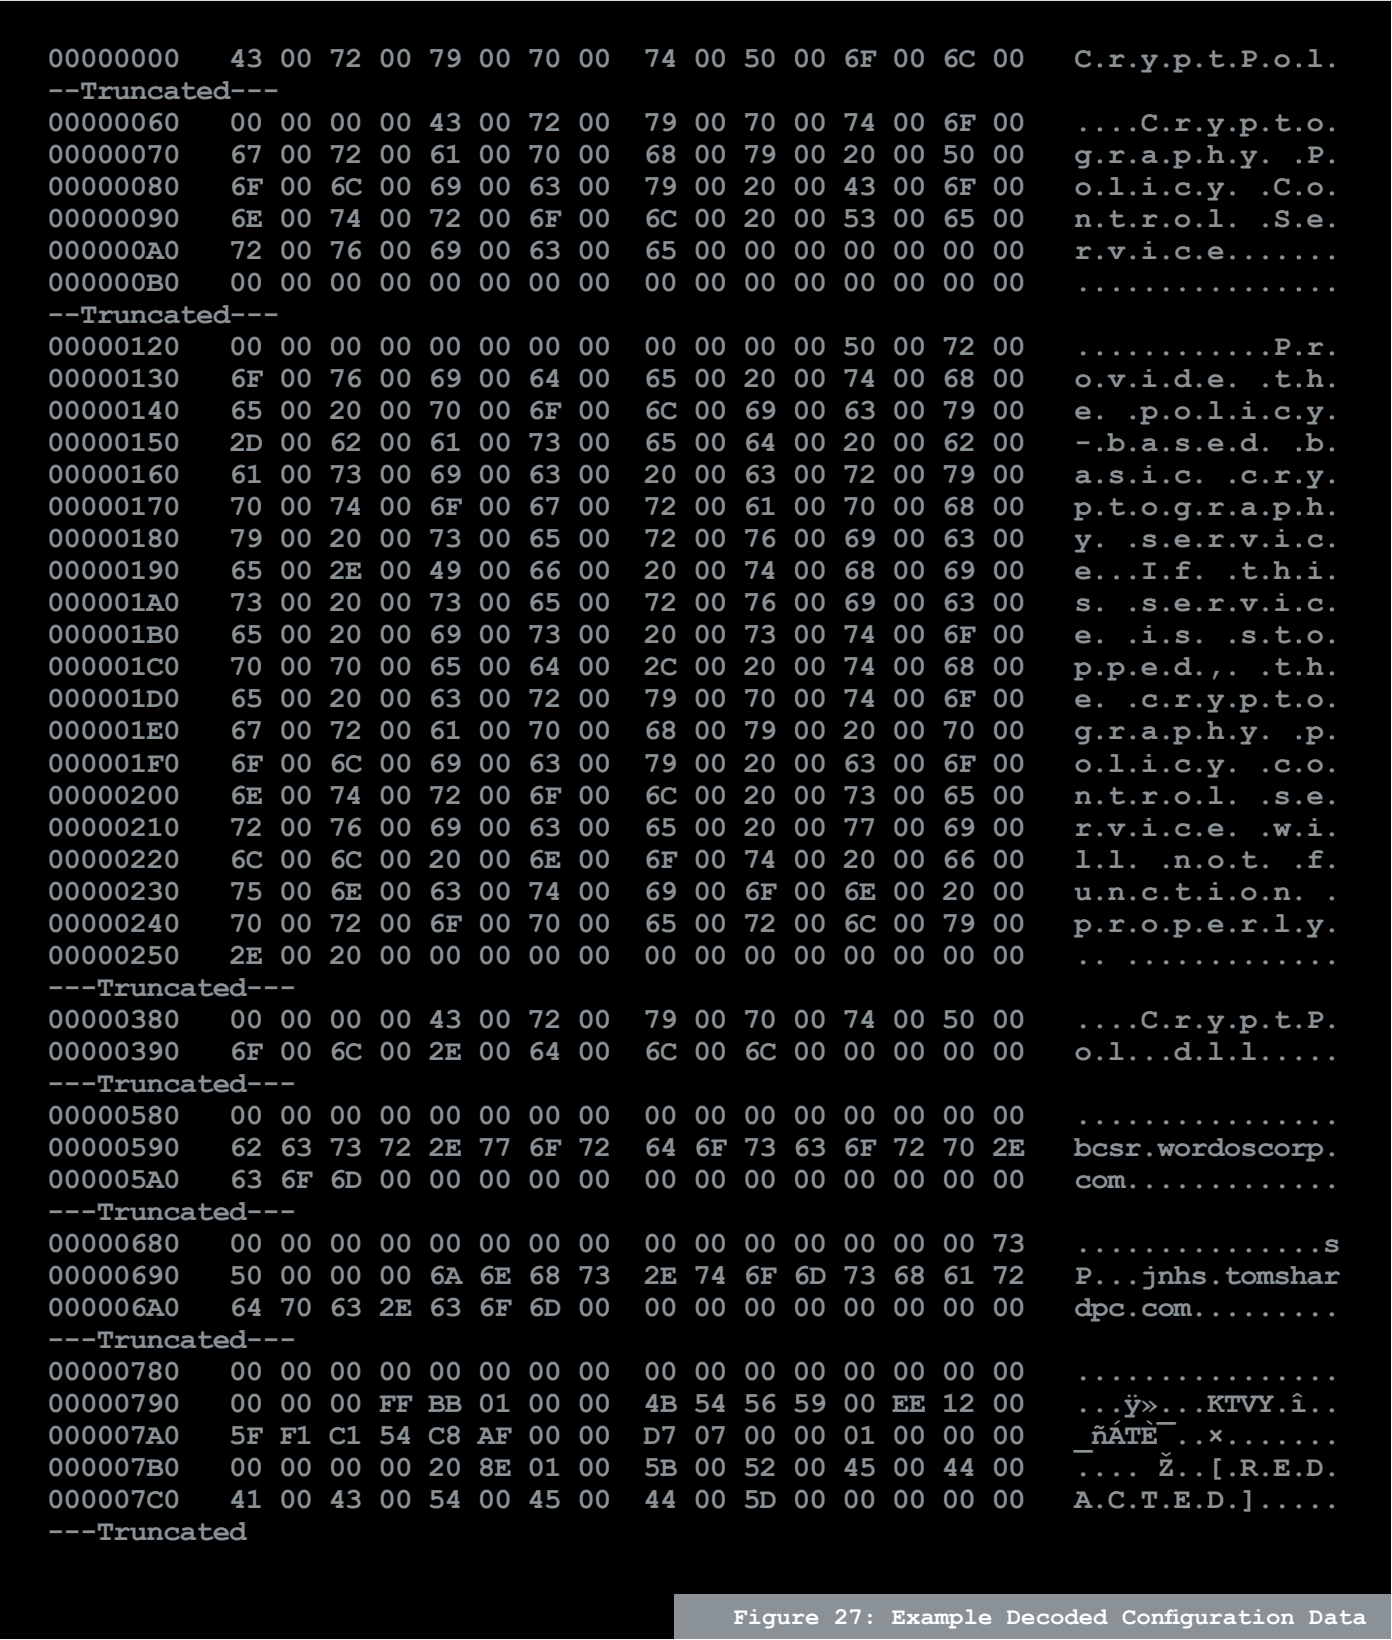 00000000 43 00 72 00 79 00 70 00 74 00 50 00 6F 00 6C 00 C.r.y.p.t.P.o.l.
--Truncated---
00000060 00 00 00 00 43 00 72 00 79 00 70 00 74 00 6F 00 ....C.r.y.p.t.o.
00000070 67 00 72 00 61 00 70 00 68 00 79 00 20 00 50 00 g.r.a.p.h.y. .P.
00000080 6F 00 6C 00 69 00 63 00 79 00 20 00 43 00 6F 00 o.l.i.c.y. .C.o.
00000090 6E 00 74 00 72 00 6F 00 6C 00 20 00 53 00 65 00 n.t.r.o.l. .S.e.
000000A0 72 00 76 00 69 00 63 00 65 00 00 00 00 00 00 00 r.v.i.c.e.......
000000B0 00 00 00 00 00 00 00 00 00 00 00 00 00 00 00 00 ................
--Truncated---
00000120 00 00 00 00 00 00 00 00 00 00 00 00 50 00 72 00 ............P.r.
00000130 6F 00 76 00 69 00 64 00 65 00 20 00 74 00 68 00 o.v.i.d.e. .t.h.
00000140 65 00 20 00 70 00 6F 00 6C 00 69 00 63 00 79 00 e. .p.o.l.i.c.y.
00000150 2D 00 62 00 61 00 73 00 65 00 64 00 20 00 62 00 -.b.a.s.e.d. .b.
00000160 61 00 73 00 69 00 63 00 20 00 63 00 72 00 79 00 a.s.i.c. .c.r.y.
00000170 70 00 74 00 6F 00 67 00 72 00 61 00 70 00 68 00 p.t.o.g.r.a.p.h.
00000180 79 00 20 00 73 00 65 00 72 00 76 00 69 00 63 00 y. .s.e.r.v.i.c.
00000190 65 00 2E 00 49 00 66 00 20 00 74 00 68 00 69 00 e...I.f. .t.h.i.
000001A0 73 00 20 00 73 00 65 00 72 00 76 00 69 00 63 00 s. .s.e.r.v.i.c.
000001B0 65 00 20 00 69 00 73 00 20 00 73 00 74 00 6F 00 e. .i.s. .s.t.o.
000001C0 70 00 70 00 65 00 64 00 2C 00 20 00 74 00 68 00 p.p.e.d.,. .t.h.
000001D0 65 00 20 00 63 00 72 00 79 00 70 00 74 00 6F 00 e. .c.r.y.p.t.o.
000001E0 67 00 72 00 61 00 70 00 68 00 79 00 20 00 70 00 g.r.a.p.h.y. .p.
000001F0 6F 00 6C 00 69 00 63 00 79 00 20 00 63 00 6F 00 o.l.i.c.y. .c.o.
00000200 6E 00 74 00 72 00 6F 00 6C 00 20 00 73 00 65 00 n.t.r.o.l. .s.e.
00000210 72 00 76 00 69 00 63 00 65 00 20 00 77 00 69 00 r.v.i.c.e. .w.i.
00000220 6C 00 6C 00 20 00 6E 00 6F 00 74 00 20 00 66 00 l.l. .n.o.t. .f.
00000230 75 00 6E 00 63 00 74 00 69 00 6F 00 6E 00 20 00 u.n.c.t.i.o.n. .
00000240 70 00 72 00 6F 00 70 00 65 00 72 00 6C 00 79 00 p.r.o.p.e.r.l.y.
00000250 2E 00 20 00 00 00 00 00 00 00 00 00 00 00 00 00 .. .............
---Truncated---
00000380 00 00 00 00 43 00 72 00 79 00 70 00 74 00 50 00 ....C.r.y.p.t.P.
00000390 6F 00 6C 00 2E 00 64 00 6C 00 6C 00 00 00 00 00 o.l...d.l.l.....
---Truncated---
00000580 00 00 00 00 00 00 00 00 00 00 00 00 00 00 00 00 ................
00000590 62 63 73 72 2E 77 6F 72 64 6F 73 63 6F 72 70 2E bcsr.wordoscorp.
000005A0 63 6F 6D 00 00 00 00 00 00 00 00 00 00 00 00 00 com.............
---Truncated---
00000680 00 00 00 00 00 00 00 00 00 00 00 00 00 00 00 73 ...............s
00000690 50 00 00 00 6A 6E 68 73 2E 74 6F 6D 73 68 61 72 P...jnhs.tomshar
000006A0 64 70 63 2E 63 6F 6D 00 00 00 00 00 00 00 00 00 dpc.com.........
---Truncated---
00000780 00 00 00 00 00 00 00 00 00 00 00 00 00 00 00 00 ................
00000790 00 00 00 FF BB 01 00 00 4B 54 56 59 00 EE 12 00 ...ÿ»...KTVY.î..
000007A0 5F F1 C1 54 C8 AF 00 00 D7 07 00 00 01 00 00 00 _ñÁTÈ¯..×.......
000007B0 00 00 00 00 20 8E 01 00 5B 00 52 00 45 00 44 00 .... Ž..[.R.E.D.
000007C0 41 00 43 00 54 00 45 00 44 00 5D 00 00 00 00 00 A.C.T.E.D.].....
---Truncated
Figure 27: Example Decoded Configuration Data